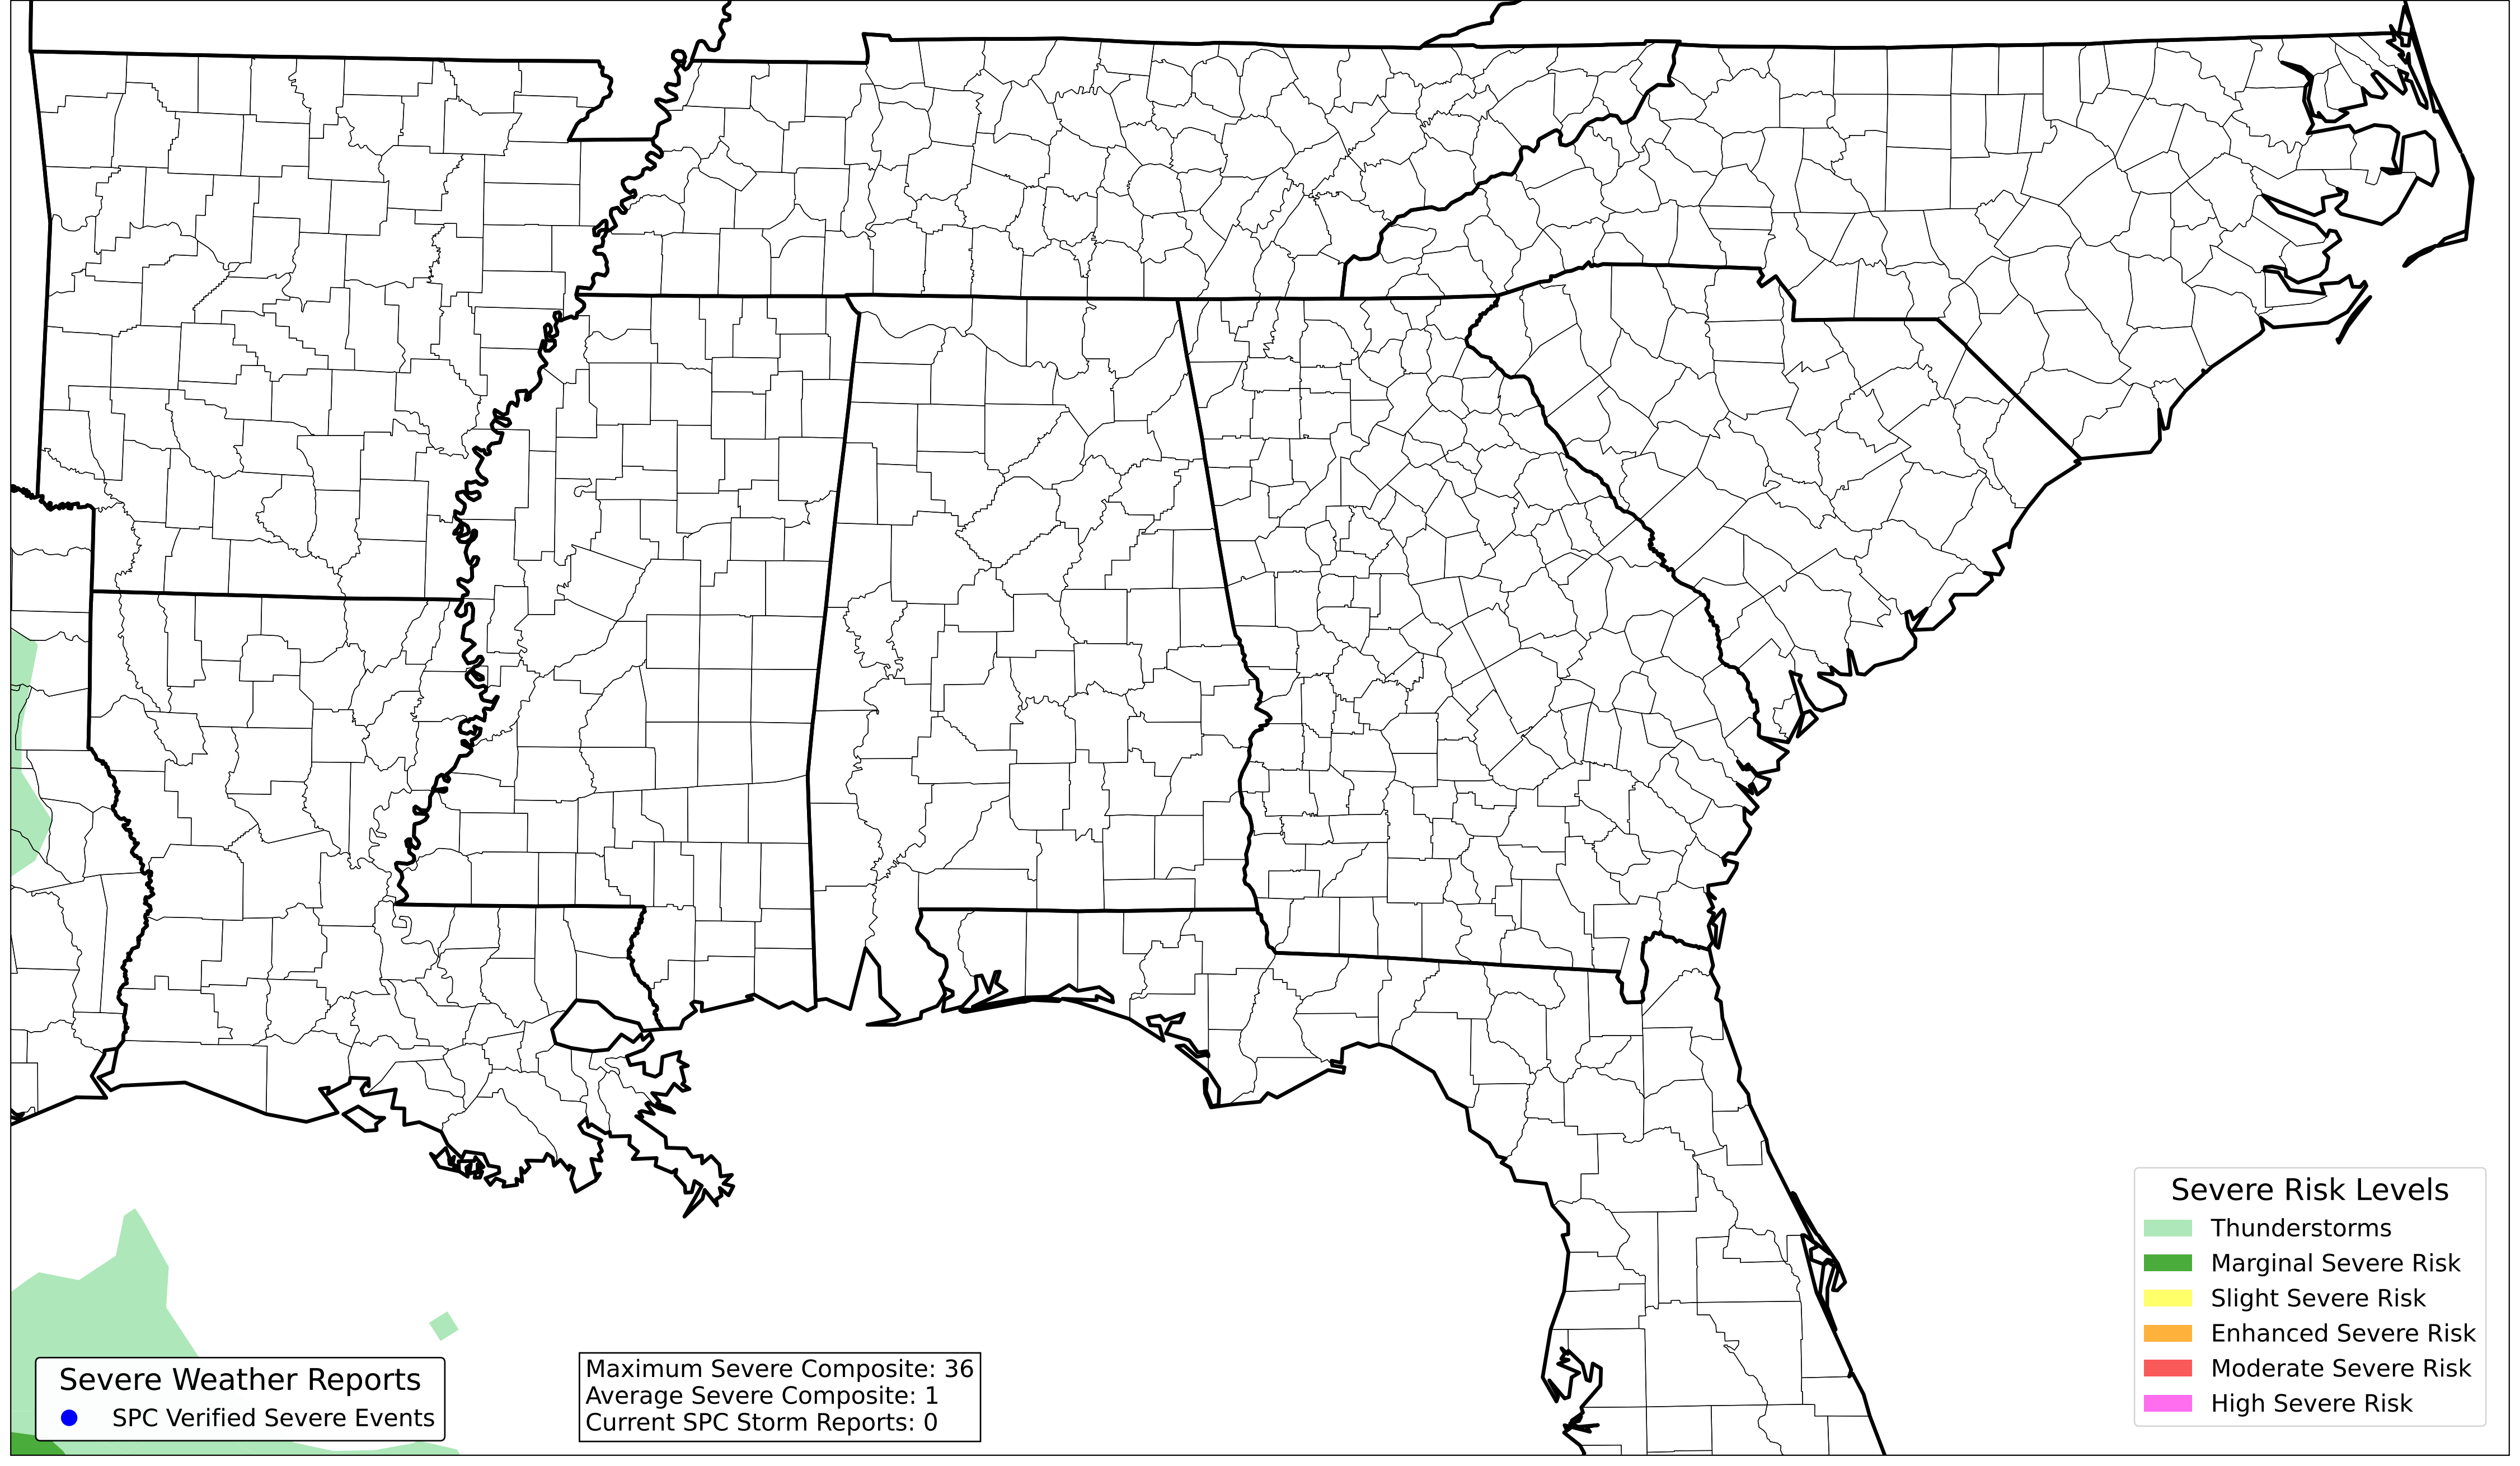 Severe Risk Levels
Thunderstorms
Marginal Severe Risk
Slight Severe Risk
Enhanced Severe Risk
Moderate Severe Risk
High Severe Risk
Severe Weather Reports
SPC Verified Severe Events
Maximum Severe Composite: 36
Average Severe Composite: 1
Current SPC Storm Reports: 0